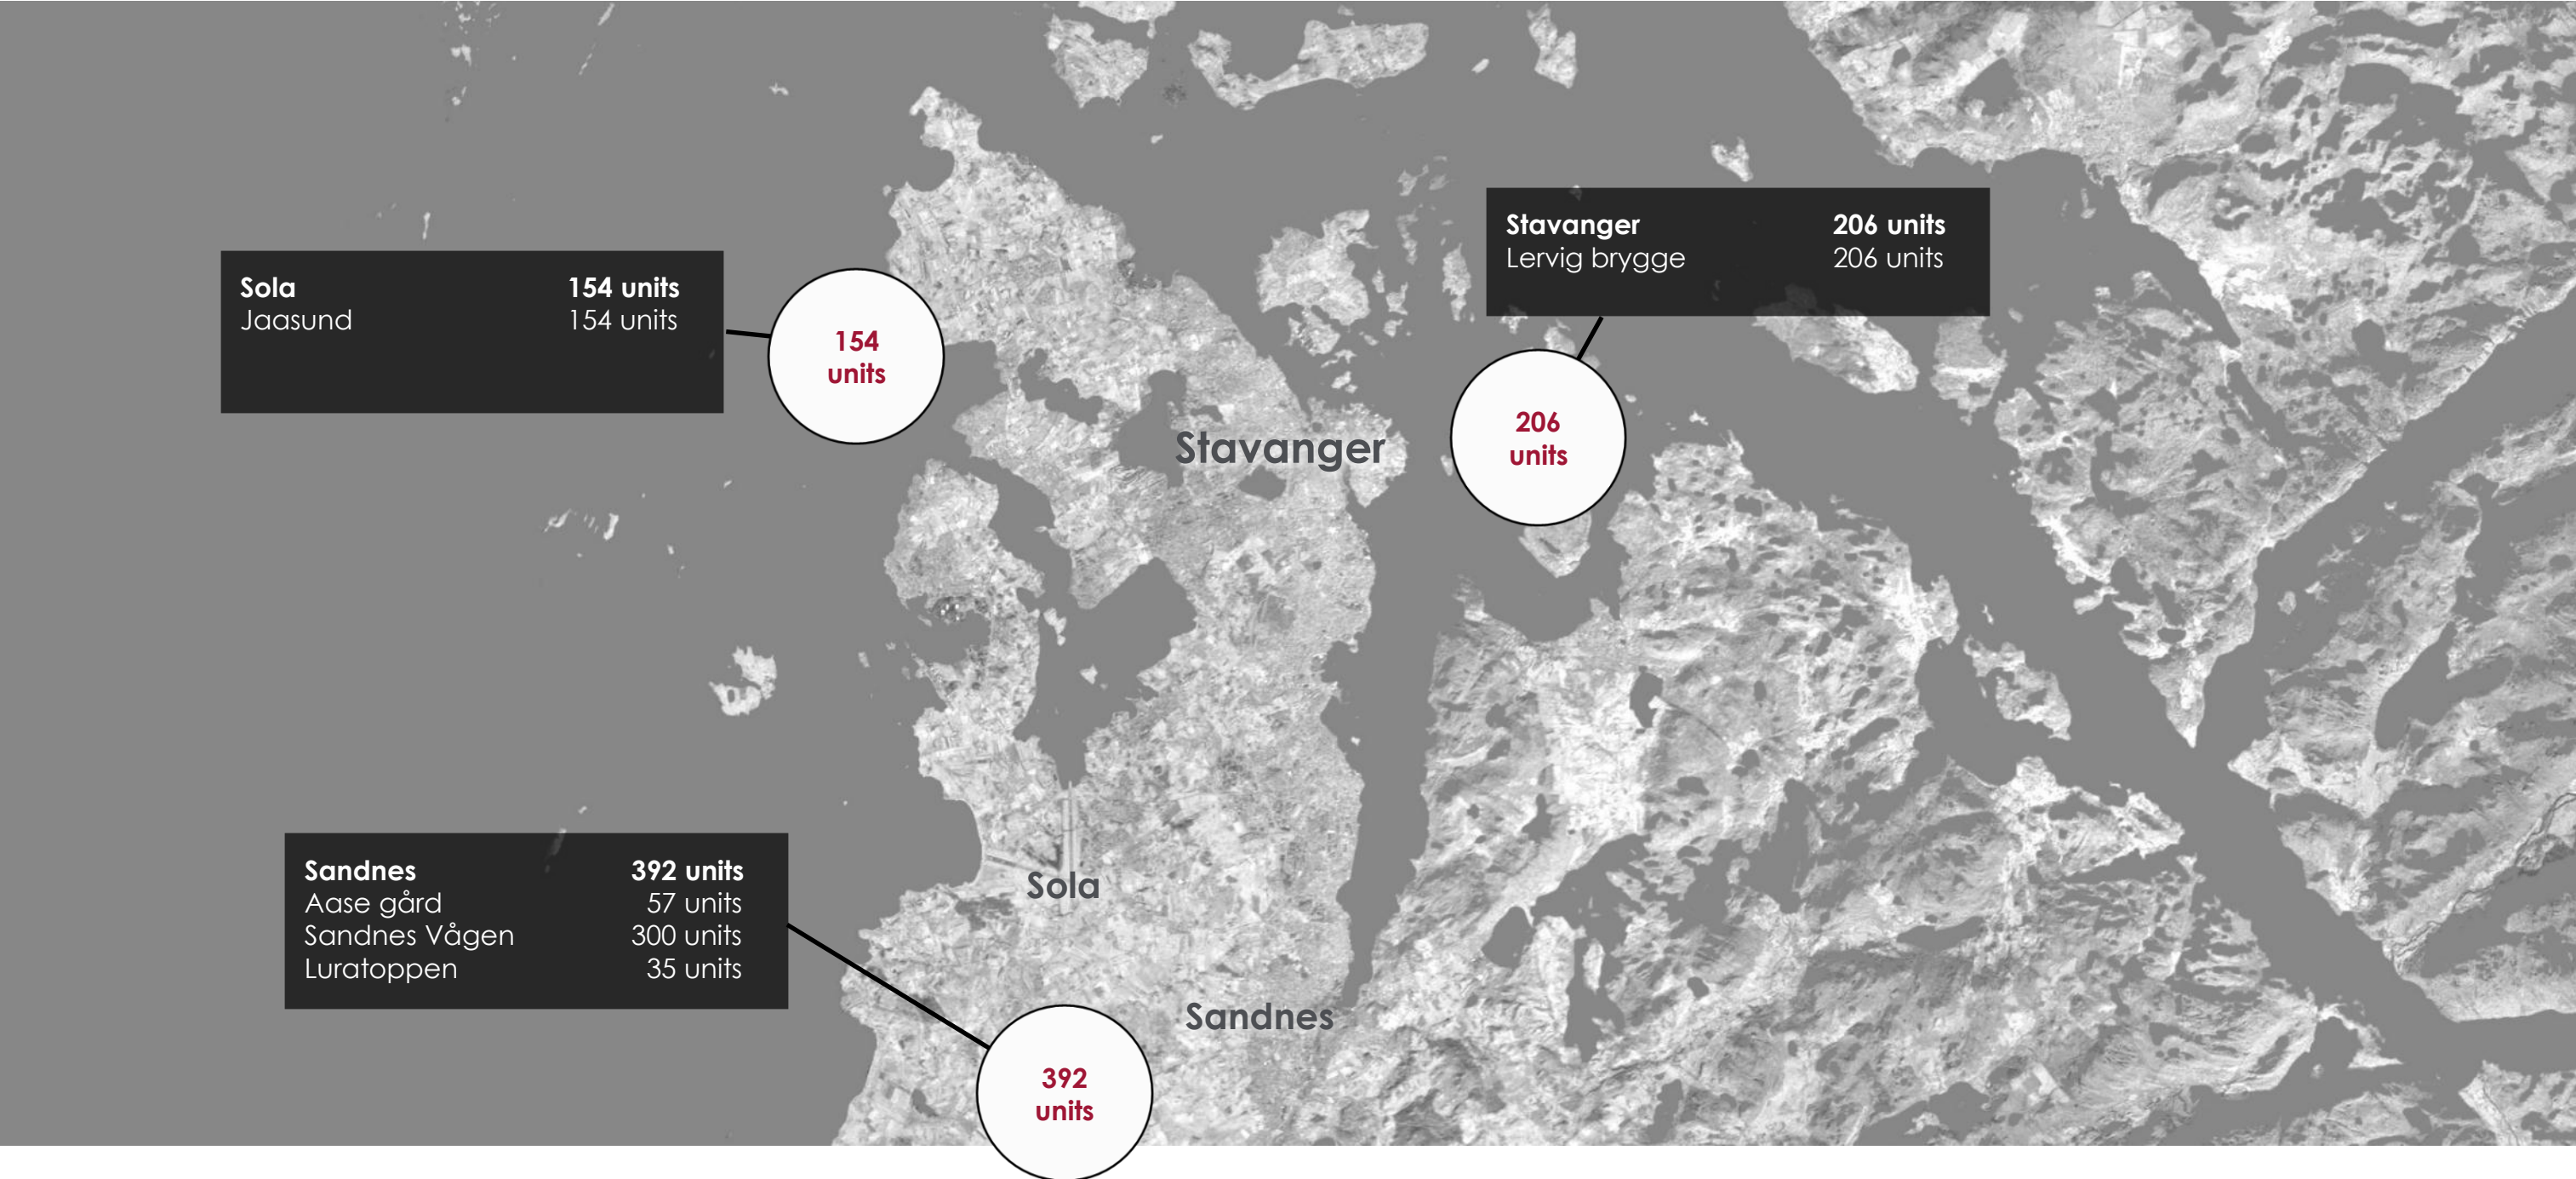 Stavanger 206 units
Lervig brygge 206 units
Sola 154 units
Jaasund 154 units
154
units
206
units
Stavanger
Sandnes 392 units
Aase gård 57 units
Sandnes Vågen 300 units
Luratoppen 35 units
Sola
Sandnes
392
units